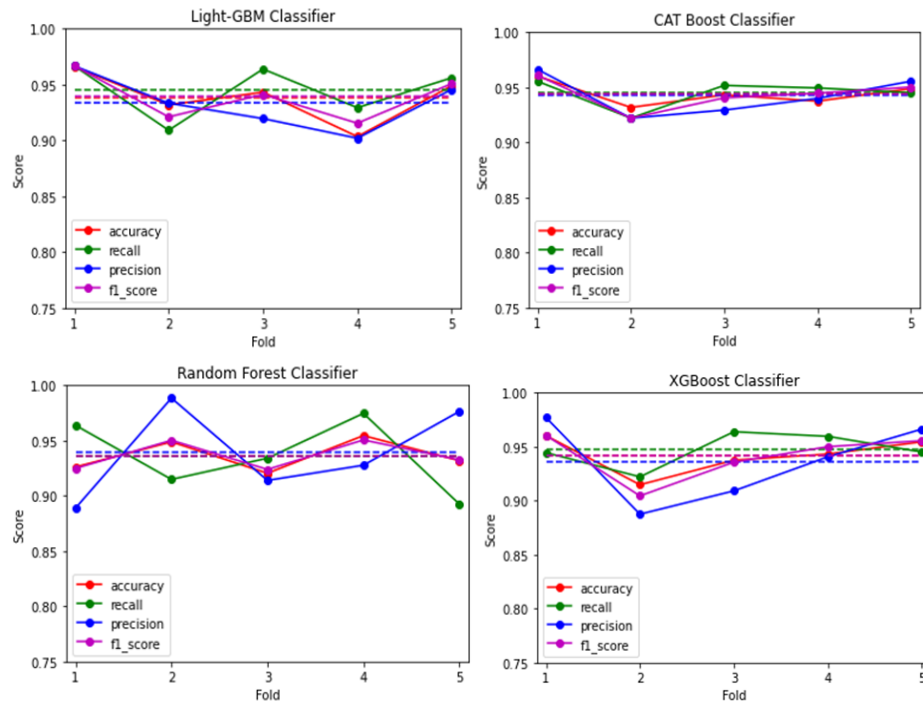 Light-GBM Classifier
1.00
0.95
0.90
0.85
0.80
0.75
Score
accuracy
recall
precision
f1_score
1 2 3 4 5
Fold
CAT Boost Classifier
1.00
0.95
0.90
0.85
0.80
0.75
Score
accuracy
recall
precision
f1_score
1 2 3 4 5
Fold
Random Forest Classifier
1.00
0.95
0.90
0.85
0.80
0.75
Score
accuracy
recall
precision
f1_score
1 2 3 4 5
Fold
XGBoost Classifier
1.00
0.95
0.90
0.85
0.80
0.75
Score
accuracy
recall
precision
f1_score
1 2 3 4 5
Fold